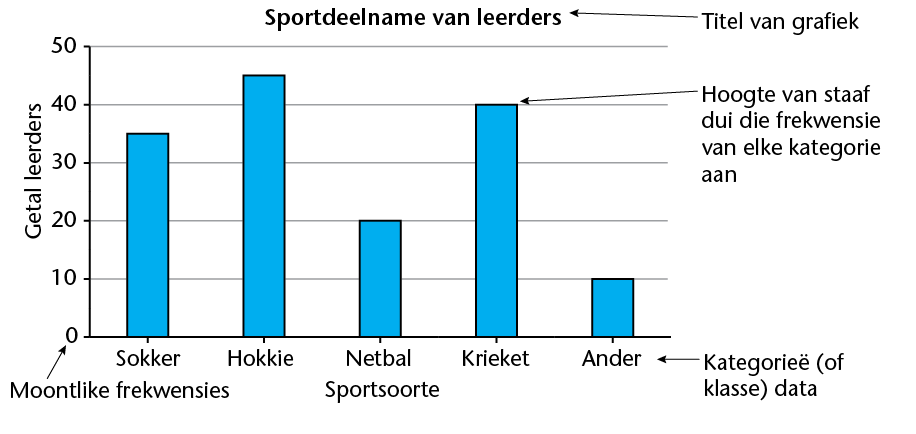 Sportdeelname van leerders
Titel van grafiek
50
40
30
20
10
0
Getal leerders
Hoogte van staaf
dui die frekwensie
van elke kategorie
aan
Sokker
Hokkie
Netbal
Krieket
Ander
Sportsoorte
Moontlike frekwensies
Kategorieë (of
klasse) data